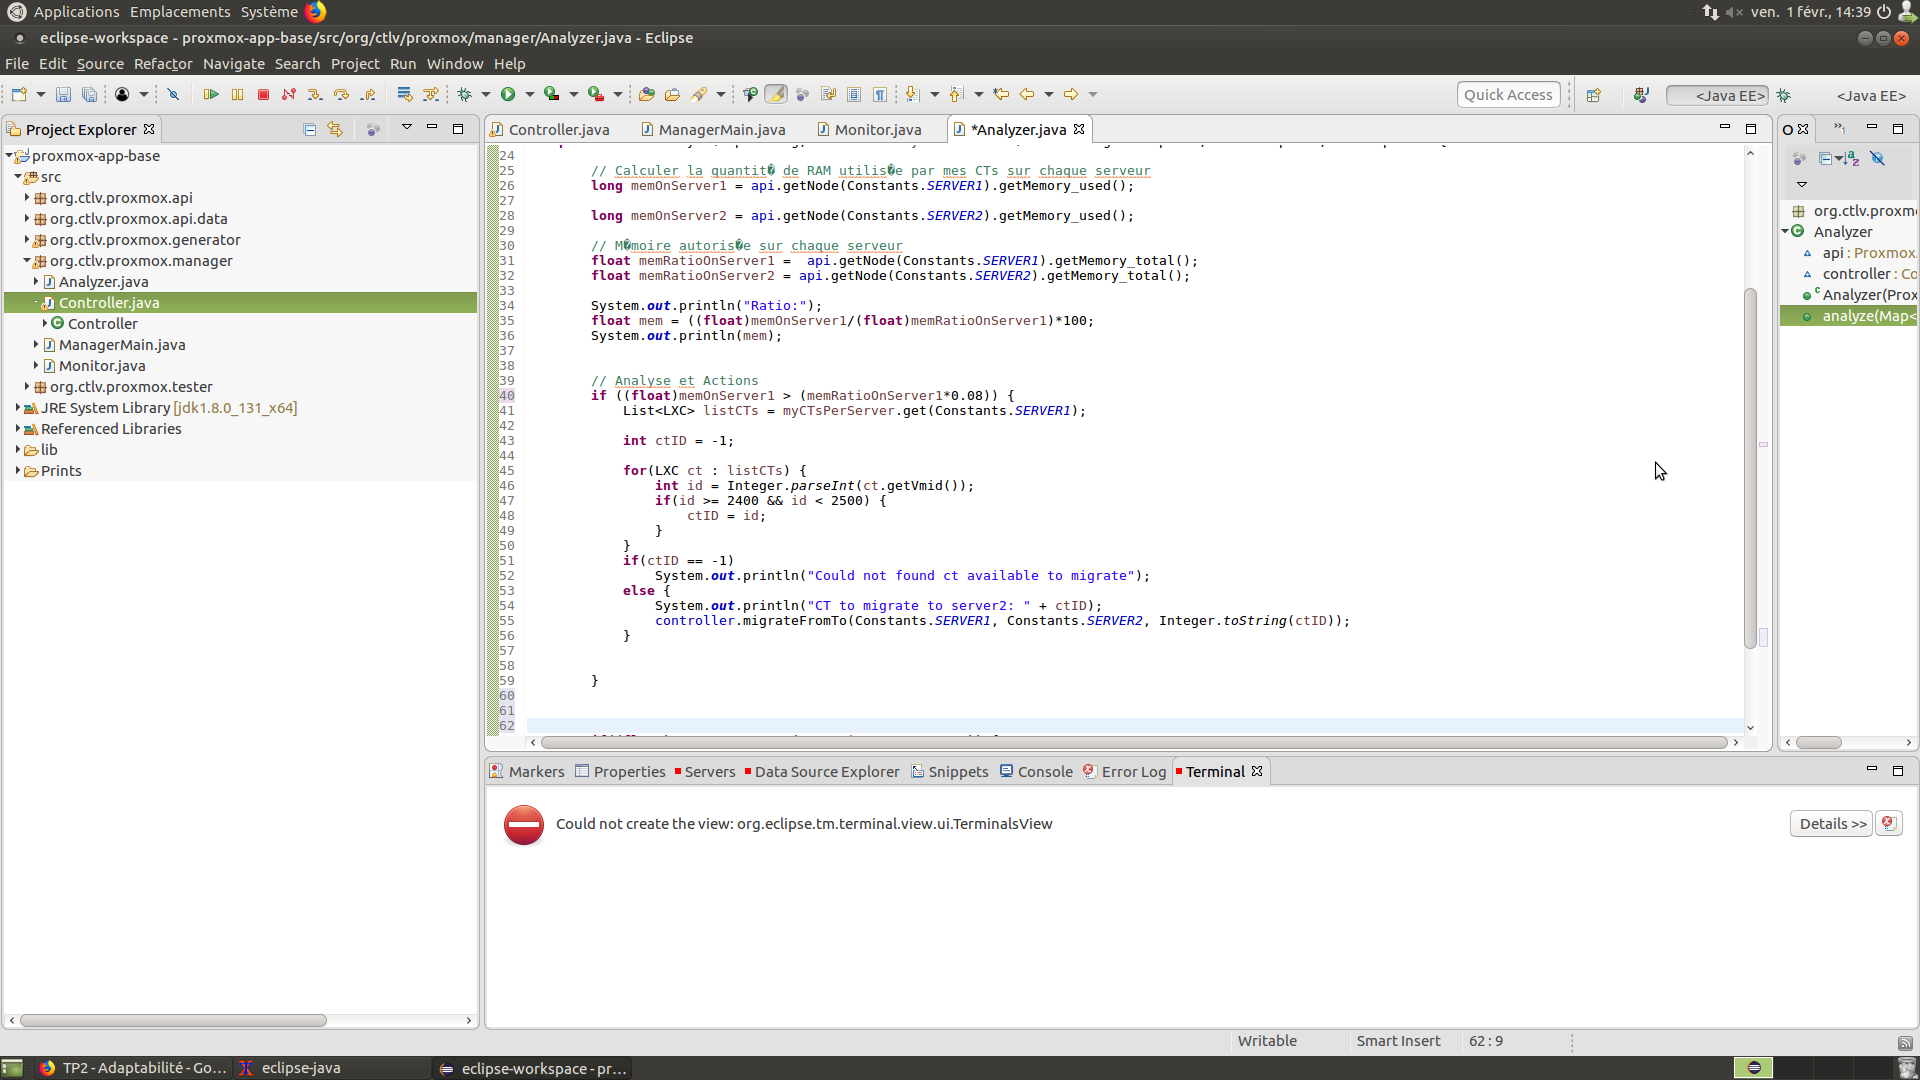 Applications Emplacements Système
ven. 1 févr., 14:39
eclipse-workspace - proxmox-app-base/src/org/ctlv/proxmox/manager/Analyzer.java - Eclipse
File Edit Source Refactor Navigate Search Project Run Window Help
Quick Access
<Java EE>
<Java EE>
Project Explorer
proxmox-app-base
src
org.ctlv.proxmox.api
org.ctlv.proxmox.api.data
org.ctlv.proxmox.generator
org.ctlv.proxmox.manager
Analyzer.java
Controller.java
Controller
ManagerMain.java
Monitor.java
org.ctlv.proxmox.tester
JRE System Library [jdk1.8.0_131_x64]
Referenced Libraries
lib
Prints
Controller.java ManagerMain.java Monitor.java *Analyzer.java
24
25 // Calculer la quantit� de RAM utilis�e par mes CTs sur chaque serveur
26 long memOnServer1 = api.getNode(Constants.SERVER1).getMemory_used();
27
28 long memOnServer2 = api.getNode(Constants.SERVER2).getMemory_used();
29
30 // M�moire autoris�e sur chaque serveur
31 float memRatioOnServer1 =  api.getNode(Constants.SERVER1).getMemory_total();
32 float memRatioOnServer2 = api.getNode(Constants.SERVER2).getMemory_total();
33
34 System.out.println("Ratio:");
35 float mem = ((float)memOnServer1/(float)memRatioOnServer1)*100;
36 System.out.println(mem);
37
38
39 // Analyse et Actions
40 if ((float)memOnServer1 > (memRatioOnServer1*0.08)) {
41 List<LXC> listCTs = myCTsPerServer.get(Constants.SERVER1);
42
43 int ctID = -1;
44
45 for(LXC ct : listCTs) {
46 int id = Integer.parseInt(ct.getVmid());
47 if(id >= 2400 && id < 2500) {
48 ctID = id;
49 }
50 }
51 if(ctID == -1)
52 System.out.println("Could not found ct available to migrate");
53 else {
54 System.out.println("CT to migrate to server2: " + ctID);
55 controller.migrateFromTo(Constants.SERVER1, Constants.SERVER2, Integer.toString(ctID));
56 }
57
58
59 }
60
61
62
O
org.ctlv.proxm
Analyzer
api : Proxmox
controller : Co
Analyzer(Prox
analyze(Map<
Markers Properties Servers Data Source Explorer Snippets Console Error Log Terminal
Could not create the view: org.eclipse.tm.terminal.view.ui.TerminalsView
Details >>
Writable Smart Insert 62 : 9
TP2 - Adaptabilité - Go... eclipse-java eclipse-workspace - pr...